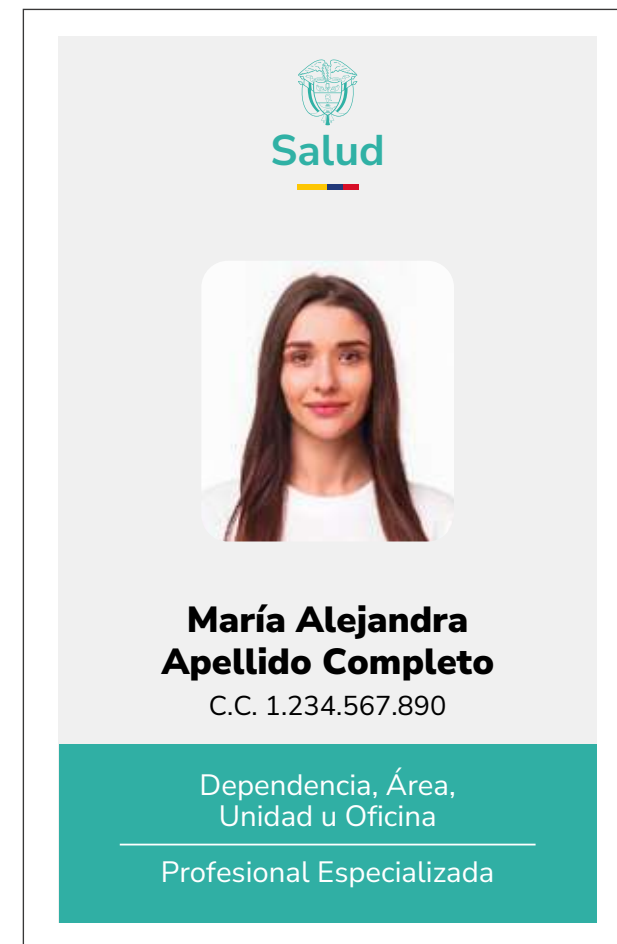 Salud
María Alejandra
Apellido Completo
C.C. 1.234.567.890
Dependencia, Área,
Unidad u Oficina
Profesional Especializada